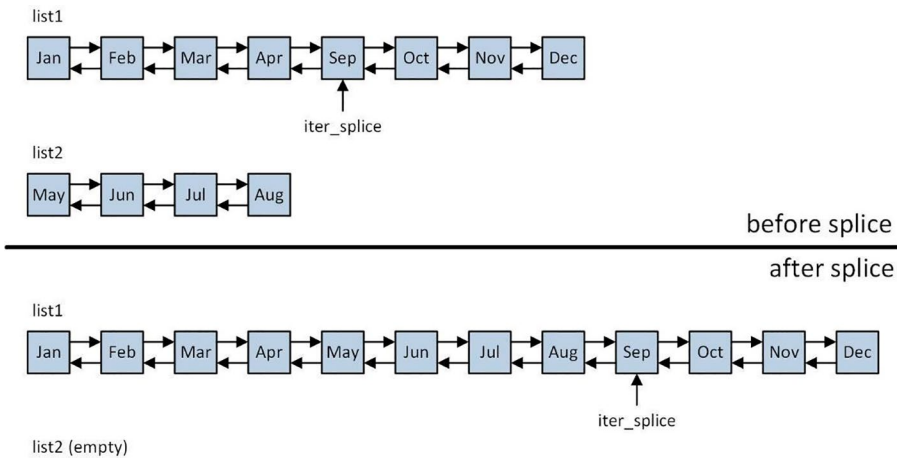 list1
Jan Feb Mar Apr Sep Oct Nov Dec
iter_splice
list2
May Jun Jul Aug
before splice
after splice
list1
Jan Feb Mar Apr May Jun Jul Aug Sep Oct Nov Dec
iter_splice
list2 (empty)